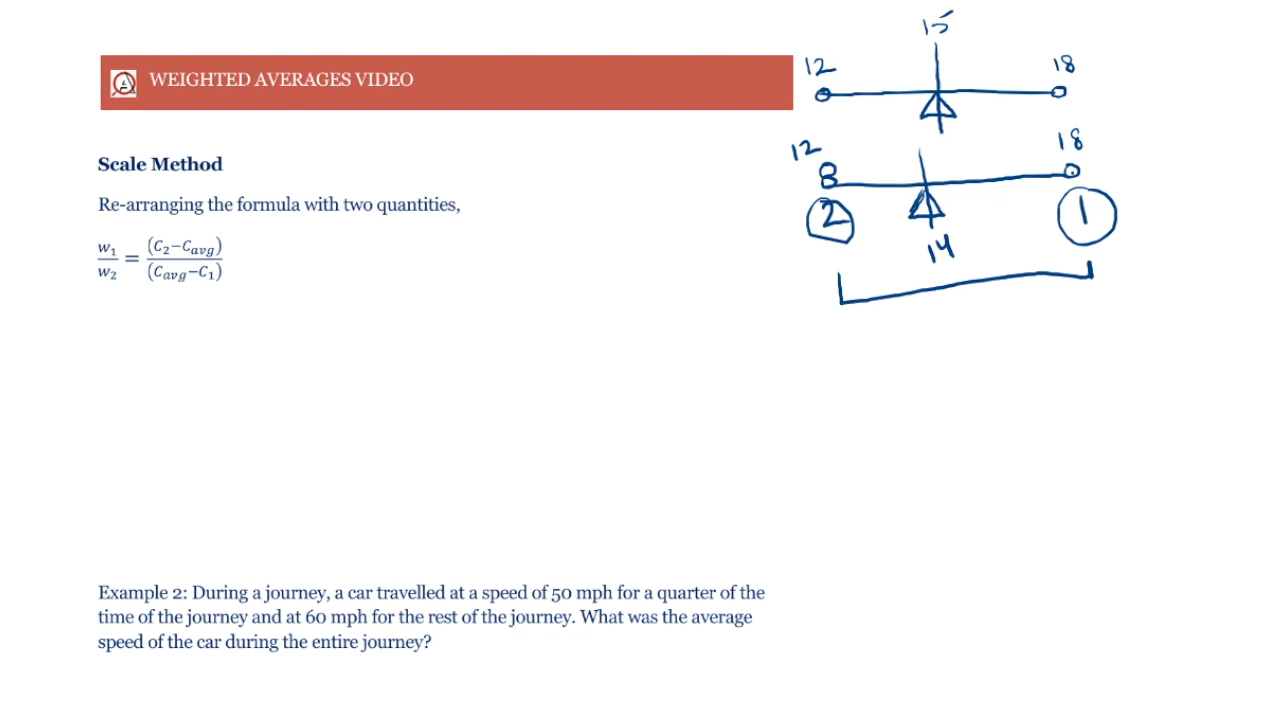 WEIGHTED AVERAGES VIDEO
Scale Method
Re-arranging the formula with two quantities,
w₁/w₂ = (C₂−Cₐᵥg)/(Cₐᵥg−C₁)
15
12 18
12 18
2 1
14
Example 2: During a journey, a car travelled at a speed of 50 mph for a quarter of the
time of the journey and at 60 mph for the rest of the journey. What was the average
speed of the car during the entire journey?